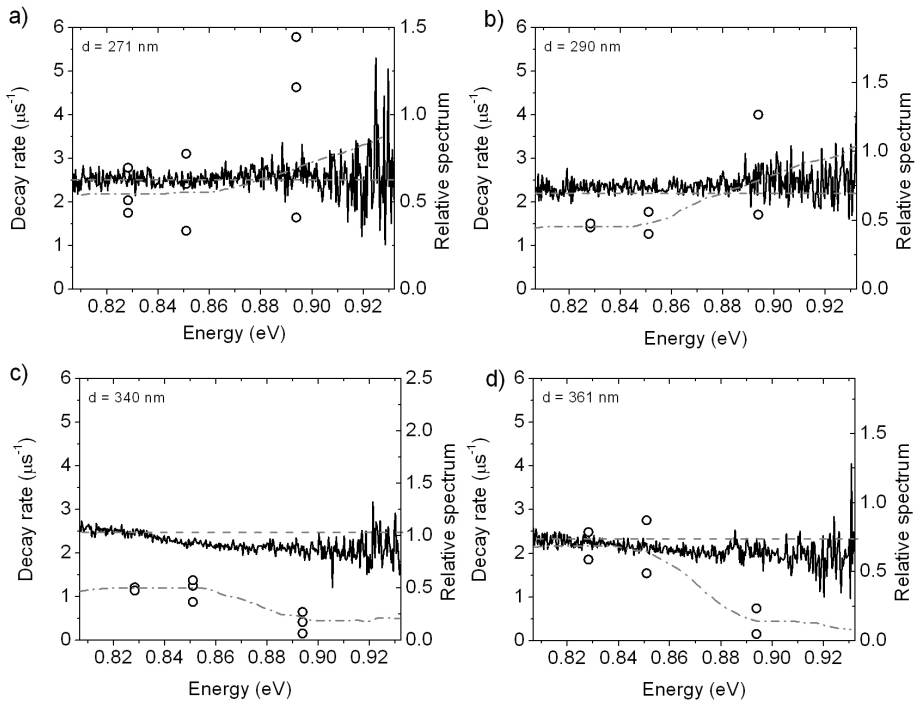 a)
d = 271 nm
6
5
4
3
2
1
0
Decay rate (μs⁻¹)
1.5
1.0
0.5
0.0
Relative spectrum
0.82 0.84 0.86 0.88 0.90 0.92
Energy (eV)
b)
d = 290 nm
6
5
4
3
2
1
0
Decay rate (μs⁻¹)
1.5
1.0
0.5
0.0
Relative spectrum
0.82 0.84 0.86 0.88 0.90 0.92
Energy (eV)
c)
d = 340 nm
6
5
4
3
2
1
0
Decay rate (μs⁻¹)
2.5
2.0
1.5
1.0
0.5
0.0
Relative spectrum
0.82 0.84 0.86 0.88 0.90 0.92
Energy (eV)
d)
d = 361 nm
6
5
4
3
2
1
0
Decay rate (μs⁻¹)
1.5
1.0
0.5
0.0
Relative spectrum
0.82 0.84 0.86 0.88 0.90 0.92
Energy (eV)